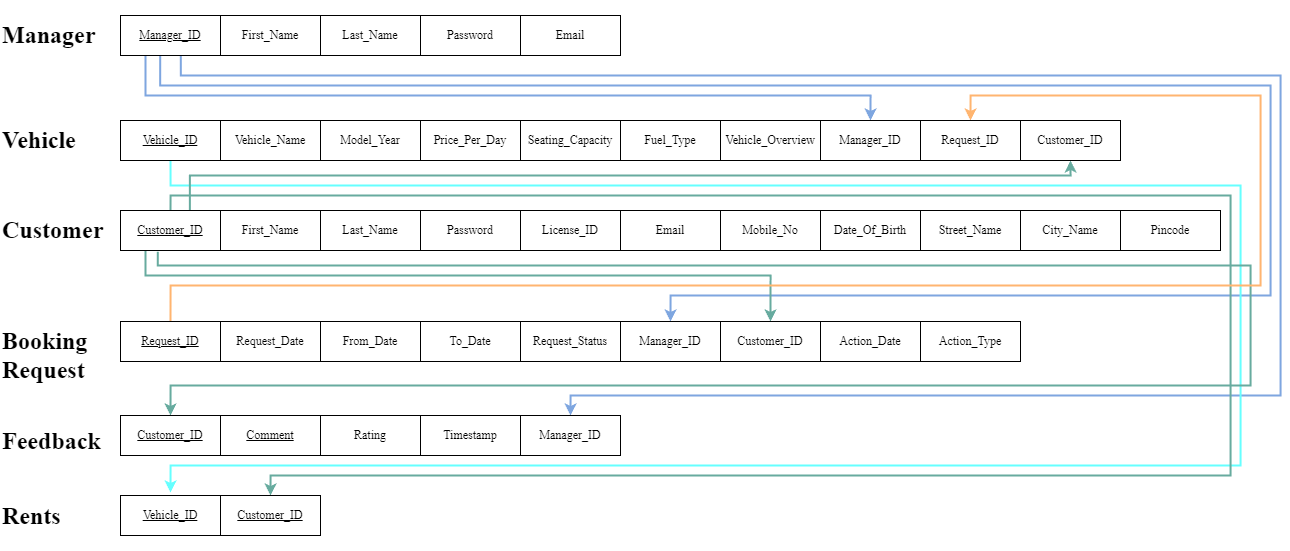 Manager Manager_ID First_Name Last_Name Password Email
Vehicle Vehicle_ID Vehicle_Name Model_Year Price_Per_Day Seating_Capacity Fuel_Type Vehicle_Overview Manager_ID Request_ID Customer_ID
Customer Customer_ID First_Name Last_Name Password License_ID Email Mobile_No Date_Of_Birth Street_Name City_Name Pincode
Booking Request_ID Request_Date From_Date To_Date Request_Status Manager_ID Customer_ID Action_Date Action_Type
Request
Feedback Customer_ID Comment Rating Timestamp Manager_ID
Rents Vehicle_ID Customer_ID